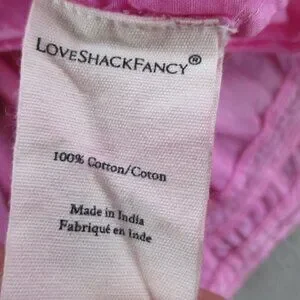 LOVESHACKFANCY®
100% Cotton/Coton
Made in India
Fabriqué en Inde